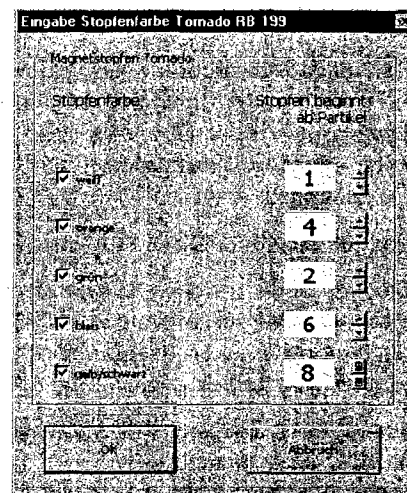 Eingabe Stopfenfarbe Tornado RB 199
Magnetstopfen Tornado
Stopfenfarbe
Stopfen beginnt
ab Partikel
weiß 1
orange 4
grün 2
blau 6
gelb/schwarz 8
OK
Abbruch